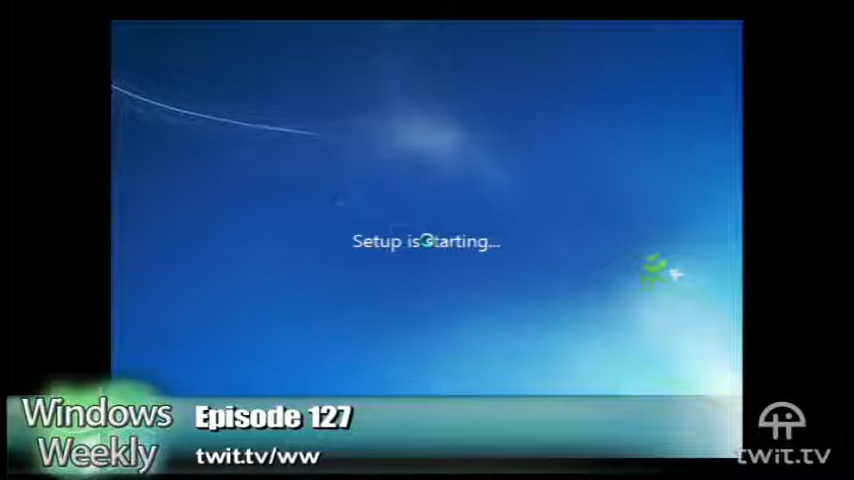 Setup is starting...
Windows
Weekly
Episode 127
twit.tv/ww
twit.tv